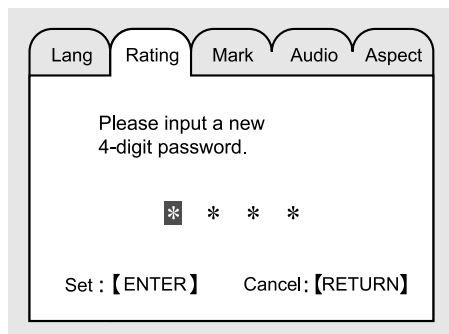 Lang Rating Mark Audio Aspect
Please input a new
4-digit password.
* * * *
Set :【ENTER】 Cancel:【RETURN】